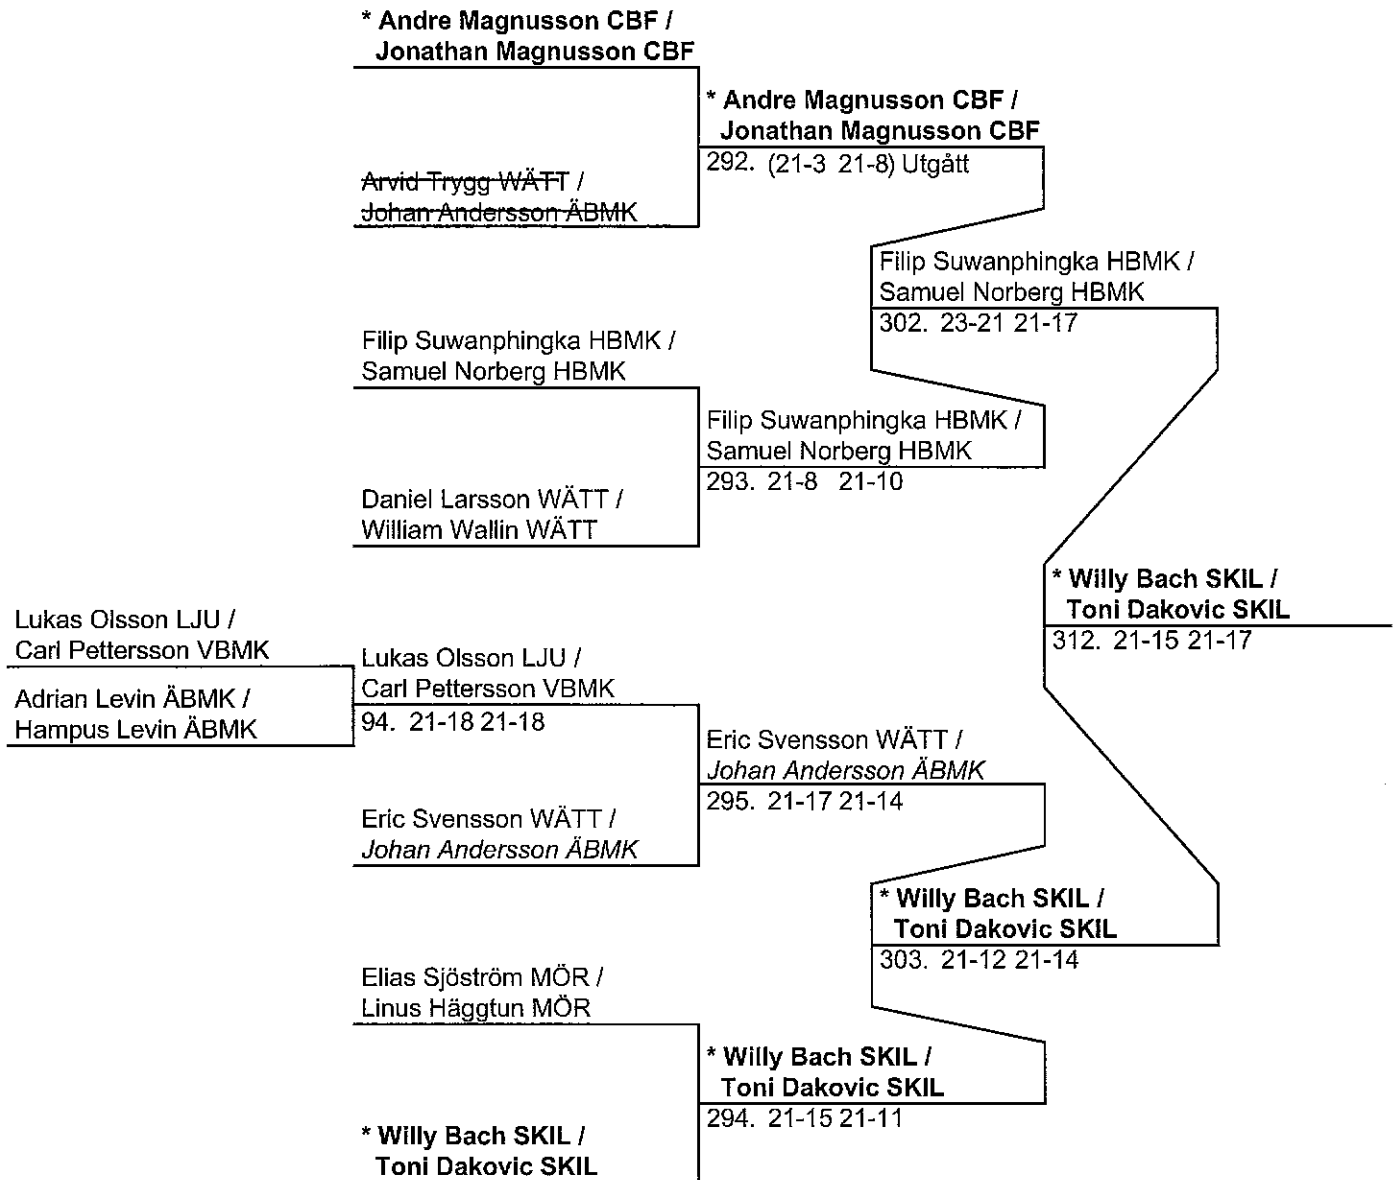 * Andre Magnusson CBF /
Jonathan Magnusson CBF
* Andre Magnusson CBF /
Jonathan Magnusson CBF
292. (21-3 21-8) Utgått
Arvid Trygg WÄTT /
Johan Andersson ÄBMK
Filip Suwanphingka HBMK /
Samuel Norberg HBMK
302. 23-21 21-17
Filip Suwanphingka HBMK /
Samuel Norberg HBMK
Filip Suwanphingka HBMK /
Samuel Norberg HBMK
293. 21-8 21-10
Daniel Larsson WÄTT /
William Wallin WÄTT
* Willy Bach SKIL /
Toni Dakovic SKIL
312. 21-15 21-17
Lukas Olsson LJU /
Carl Pettersson VBMK
Adrian Levin ÄBMK /
Hampus Levin ÄBMK
Lukas Olsson LJU /
Carl Pettersson VBMK
94. 21-18 21-18
Eric Svensson WÄTT /
Johan Andersson ÄBMK
295. 21-17 21-14
Eric Svensson WÄTT /
Johan Andersson ÄBMK
* Willy Bach SKIL /
Toni Dakovic SKIL
303. 21-12 21-14
Elias Sjöström MÖR /
Linus Häggtun MÖR
* Willy Bach SKIL /
Toni Dakovic SKIL
294. 21-15 21-11
* Willy Bach SKIL /
Toni Dakovic SKIL